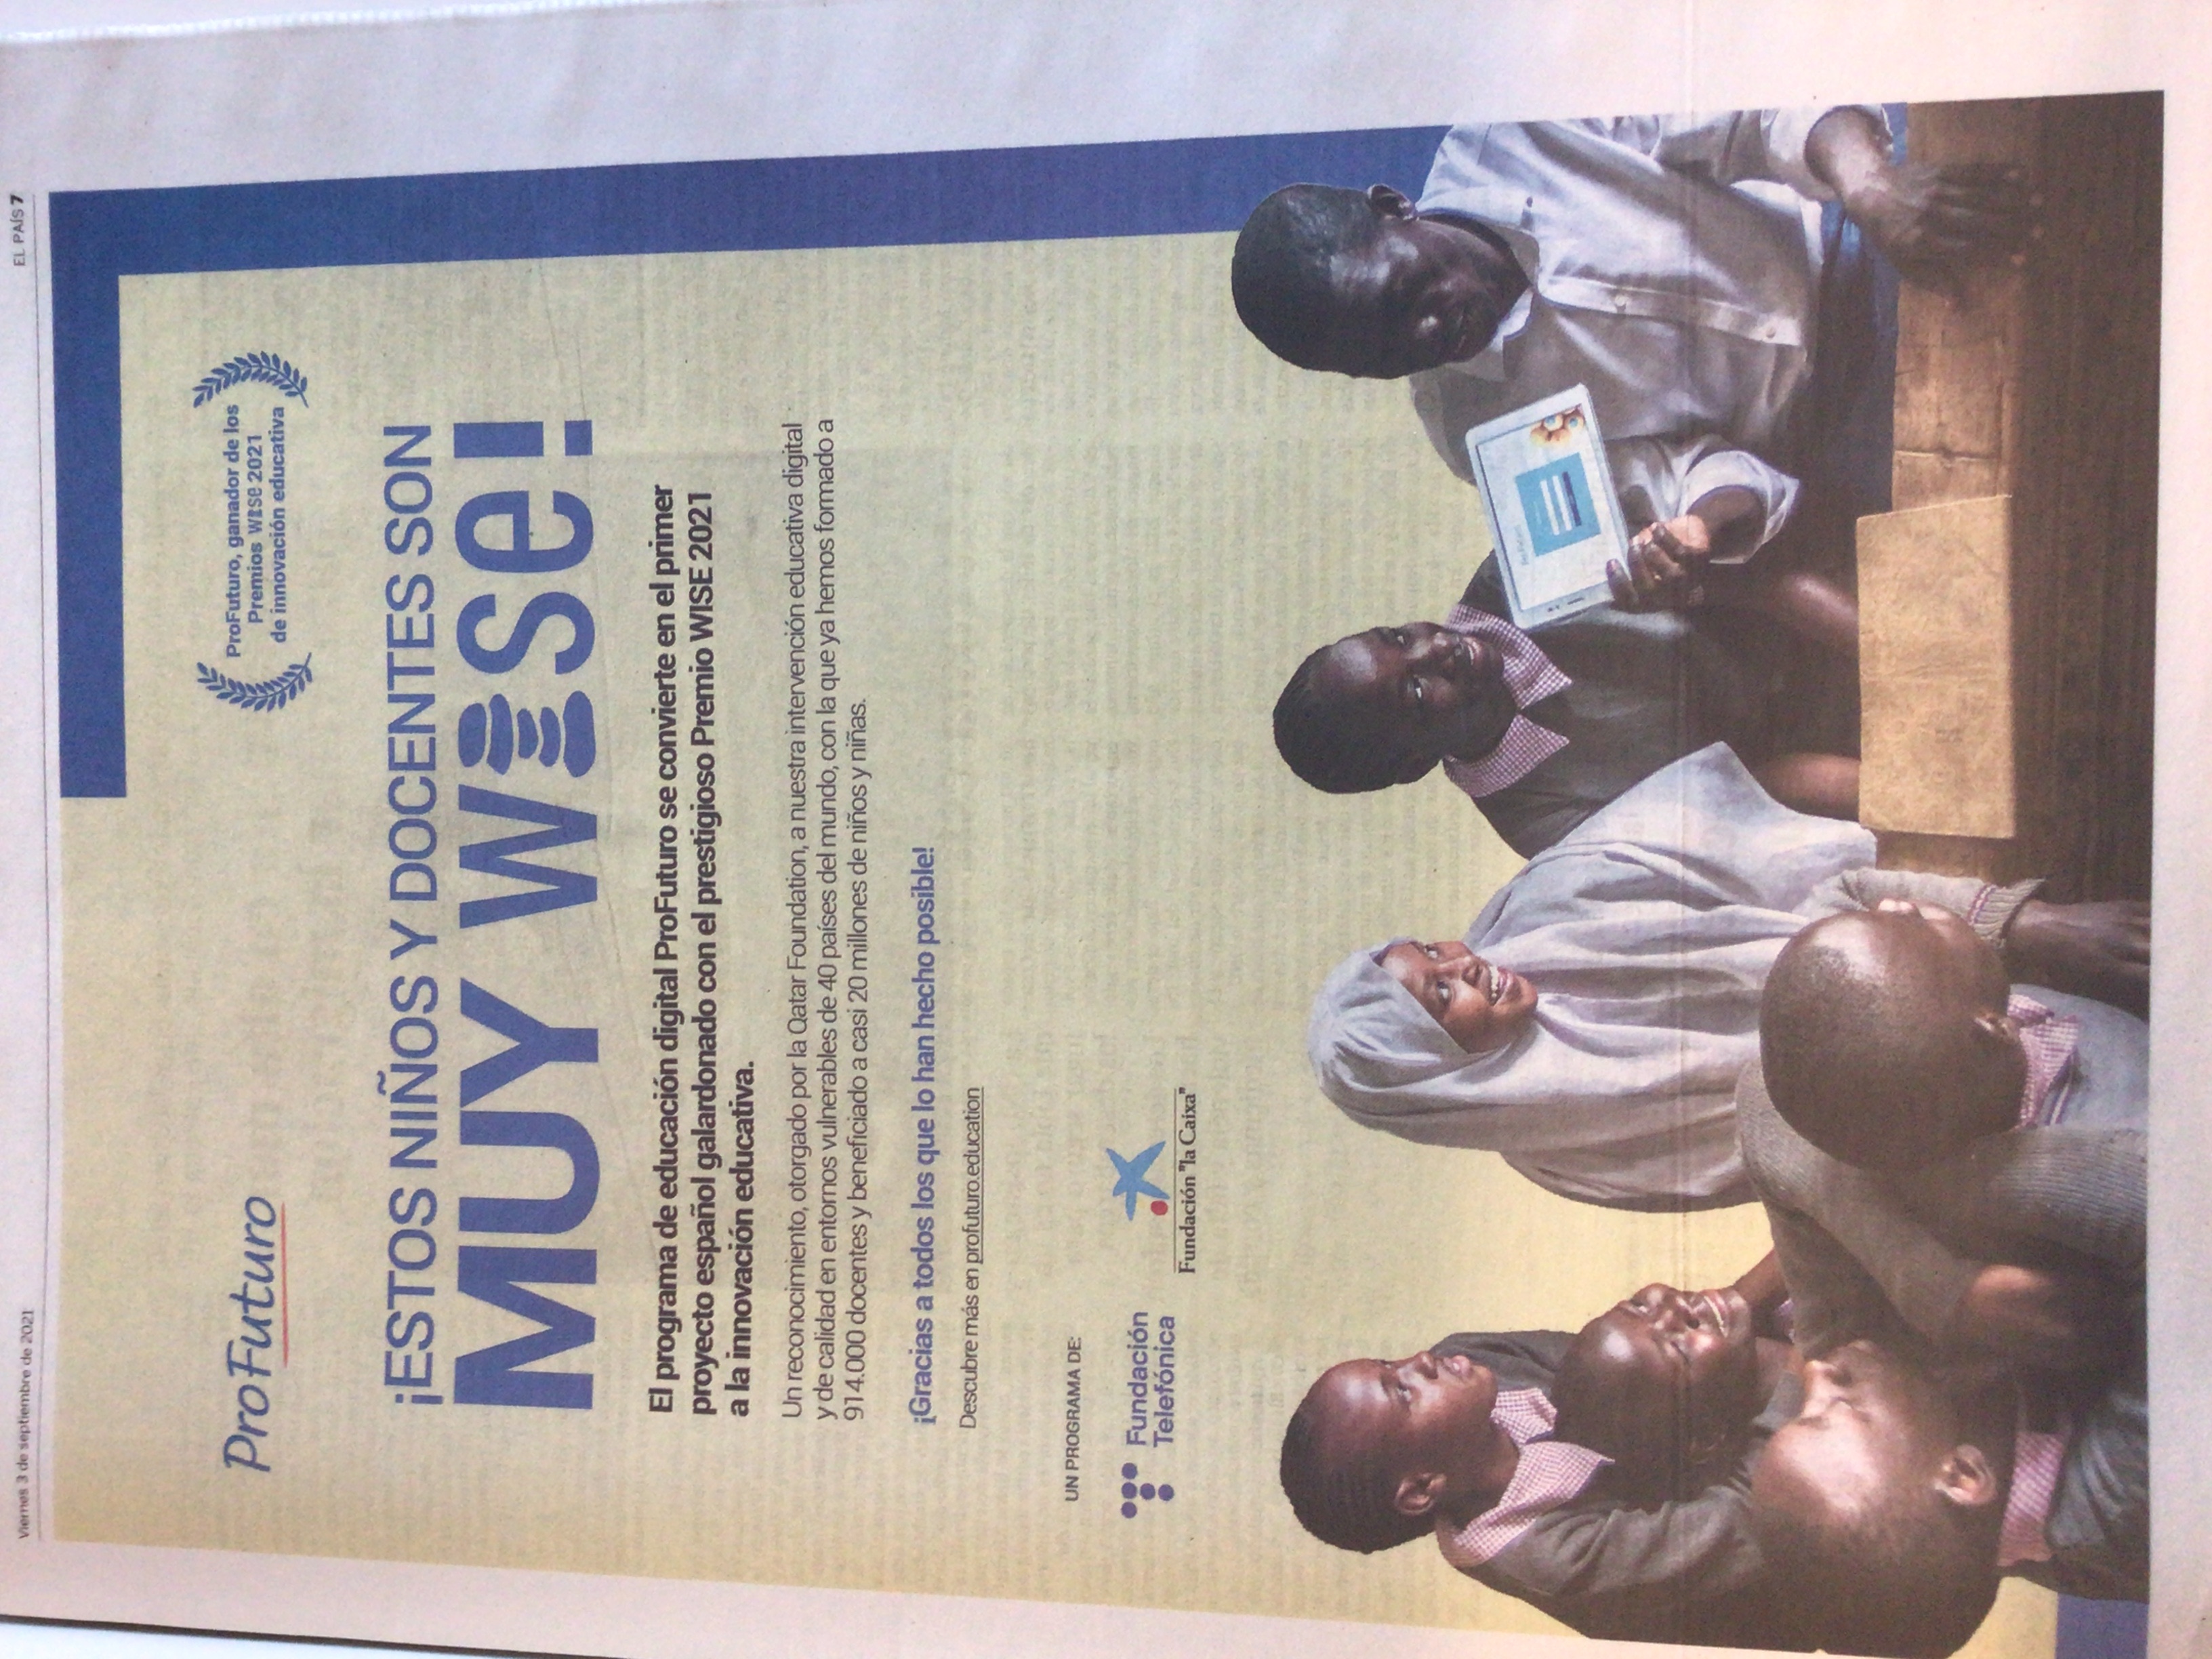 Viernes 3 de septiembre de 2021
EL PAÍS 7
ProFuturo
ProFuturo, ganador de los
Premios WISE 2021
de innovación educativa
¡ESTOS NIÑOS Y DOCENTES SON
MUY WISe!
El programa de educación digital ProFuturo se convierte en el primer
proyecto español galardonado con el prestigioso Premio WISE 2021
a la innovación educativa.
Un reconocimiento, otorgado por la Qatar Foundation, a nuestra intervención educativa digital
y de calidad en entornos vulnerables de 40 países del mundo, con la que ya hemos formado a
914.000 docentes y beneficiado a casi 20 millones de niños y niñas.
¡Gracias a todos los que lo han hecho posible!
Descubre más en profuturo.education
UN PROGRAMA DE:
Fundación
Telefónica
Fundación "la Caixa"
ProFuturo